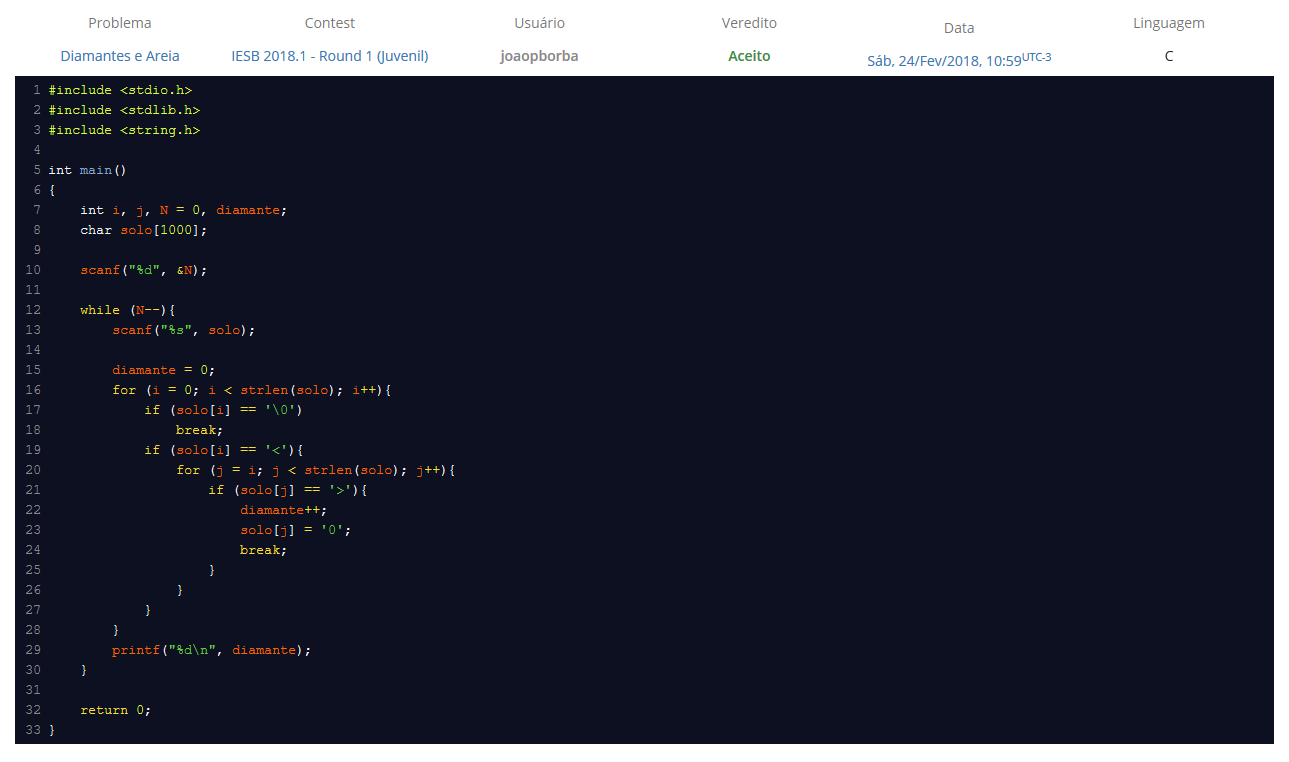 Problema Contest Usuário Veredito Data Linguagem
Diamantes e Areia IESB 2018.1 - Round 1 (Juvenil) joaopborba Aceito Sáb, 24/Fev/2018, 10:59UTC-3 C
1 #include <stdio.h>
2 #include <stdlib.h>
3 #include <string.h>
4
5 int main()
6 {
7     int i, j, N = 0, diamante;
8     char solo[1000];
9
10     scanf("%d", &N);
11
12     while (N--){
13         scanf("%s", solo);
14
15         diamante = 0;
16         for (i = 0; i < strlen(solo); i++){
17             if (solo[i] == '\0')
18                 break;
19             if (solo[i] == '<'){
20                 for (j = i; j < strlen(solo); j++){
21                     if (solo[j] == '>'){
22                         diamante++;
23                         solo[j] = '0';
24                         break;
25                     }
26                 }
27             }
28         }
29         printf("%d\n", diamante);
30     }
31
32     return 0;
33 }